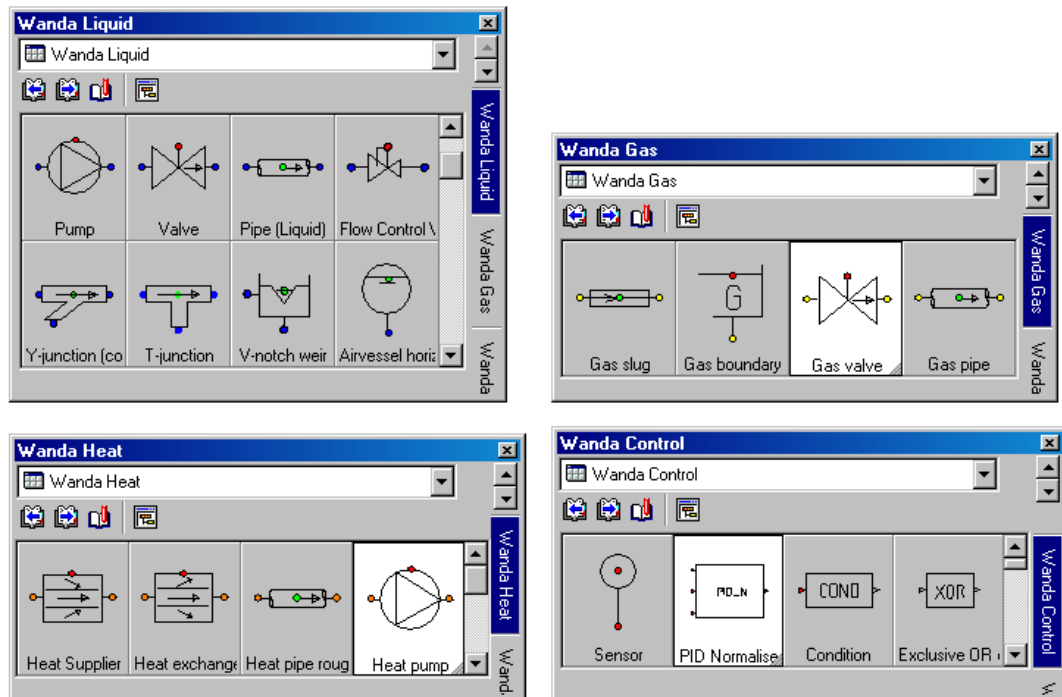 Wanda Liquid
Wanda Liquid
Pump Valve Pipe (Liquid) Flow Control \
Y-junction (co T-junction V-notch weir Airvessel horiz
Wanda Liquid
Wanda Gas
Wanda
Wanda Gas
Wanda Gas
G
Gas slug Gas boundary Gas valve Gas pipe
Wanda Gas
Wanda
Wanda Heat
Wanda Heat
Heat Supplier Heat exchange Heat pipe roug Heat pump
Wanda Heat
Wand
Wanda Control
Wanda Control
PID_N COND XOR
Sensor PID Normalise Condition Exclusive OR
Wanda Control
W